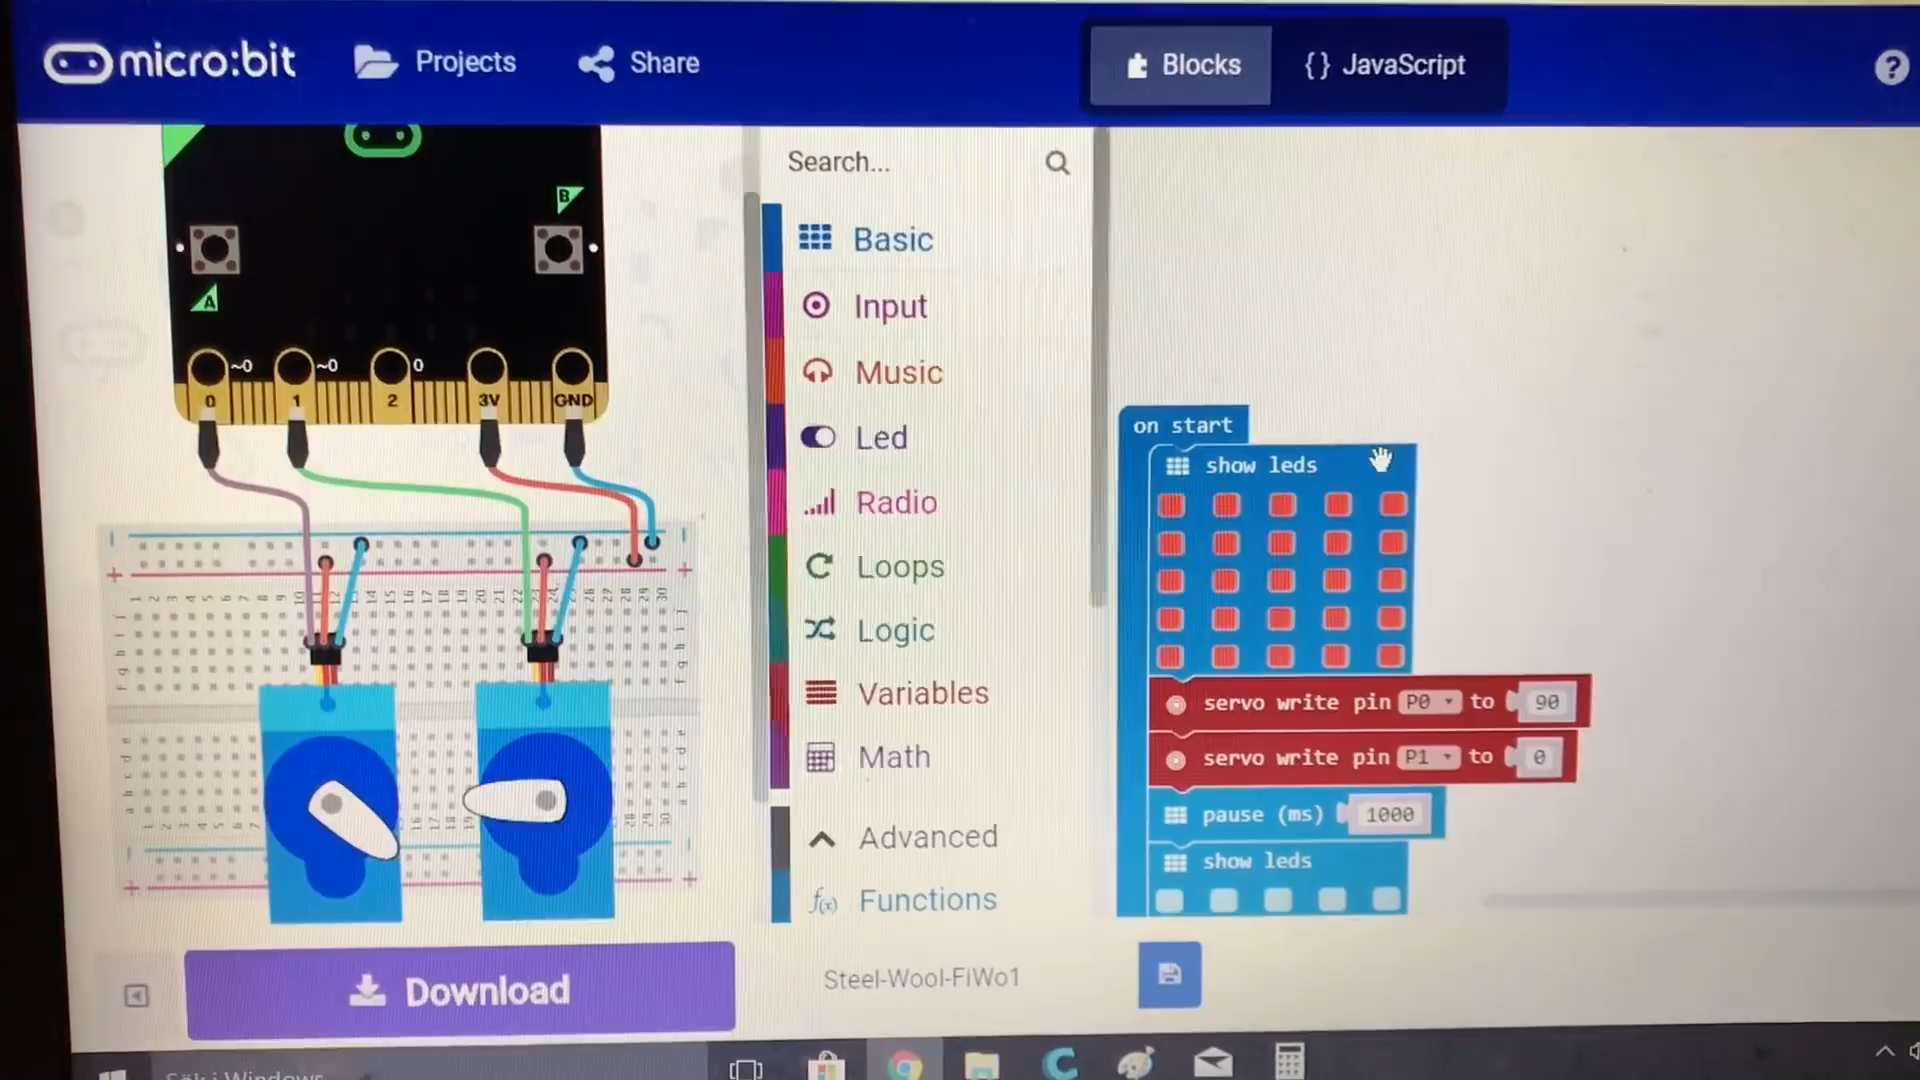 micro:bit
Projects
Share
Blocks
{} JavaScript
?
B
A
~0 ~0 0
0 1 2 3V GND
Search...
Basic
Input
Music
Led
Radio
Loops
Logic
Variables
Math
Advanced
f(x) Functions
on start
show leds
servo write pin P0 to 90
servo write pin P1 to 0
pause (ms) 1000
show leds
Download
Steel-Wool-FiWo1
Sök i Windows